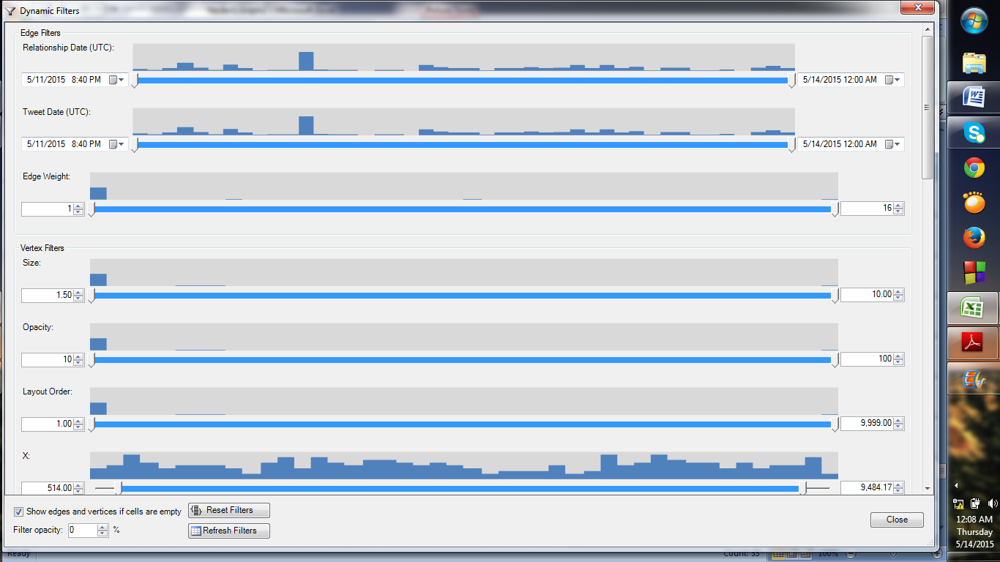 Dynamic Filters
Edge Filters
Relationship Date (UTC):
5/11/2015 8:40 PM
5/14/2015 12:00 AM
Tweet Date (UTC):
5/11/2015 8:40 PM
5/14/2015 12:00 AM
Edge Weight:
1
16
Vertex Filters
Size:
1.50
10.00
Opacity:
10
100
Layout Order:
1.00
9,999.00
X:
514.00
9,484.17
Show edges and vertices if cells are empty
Reset Filters
Filter opacity: 0 %
Refresh Filters
Close
Ready
Count: 53
100%
12:08 AM
Thursday
5/14/2015